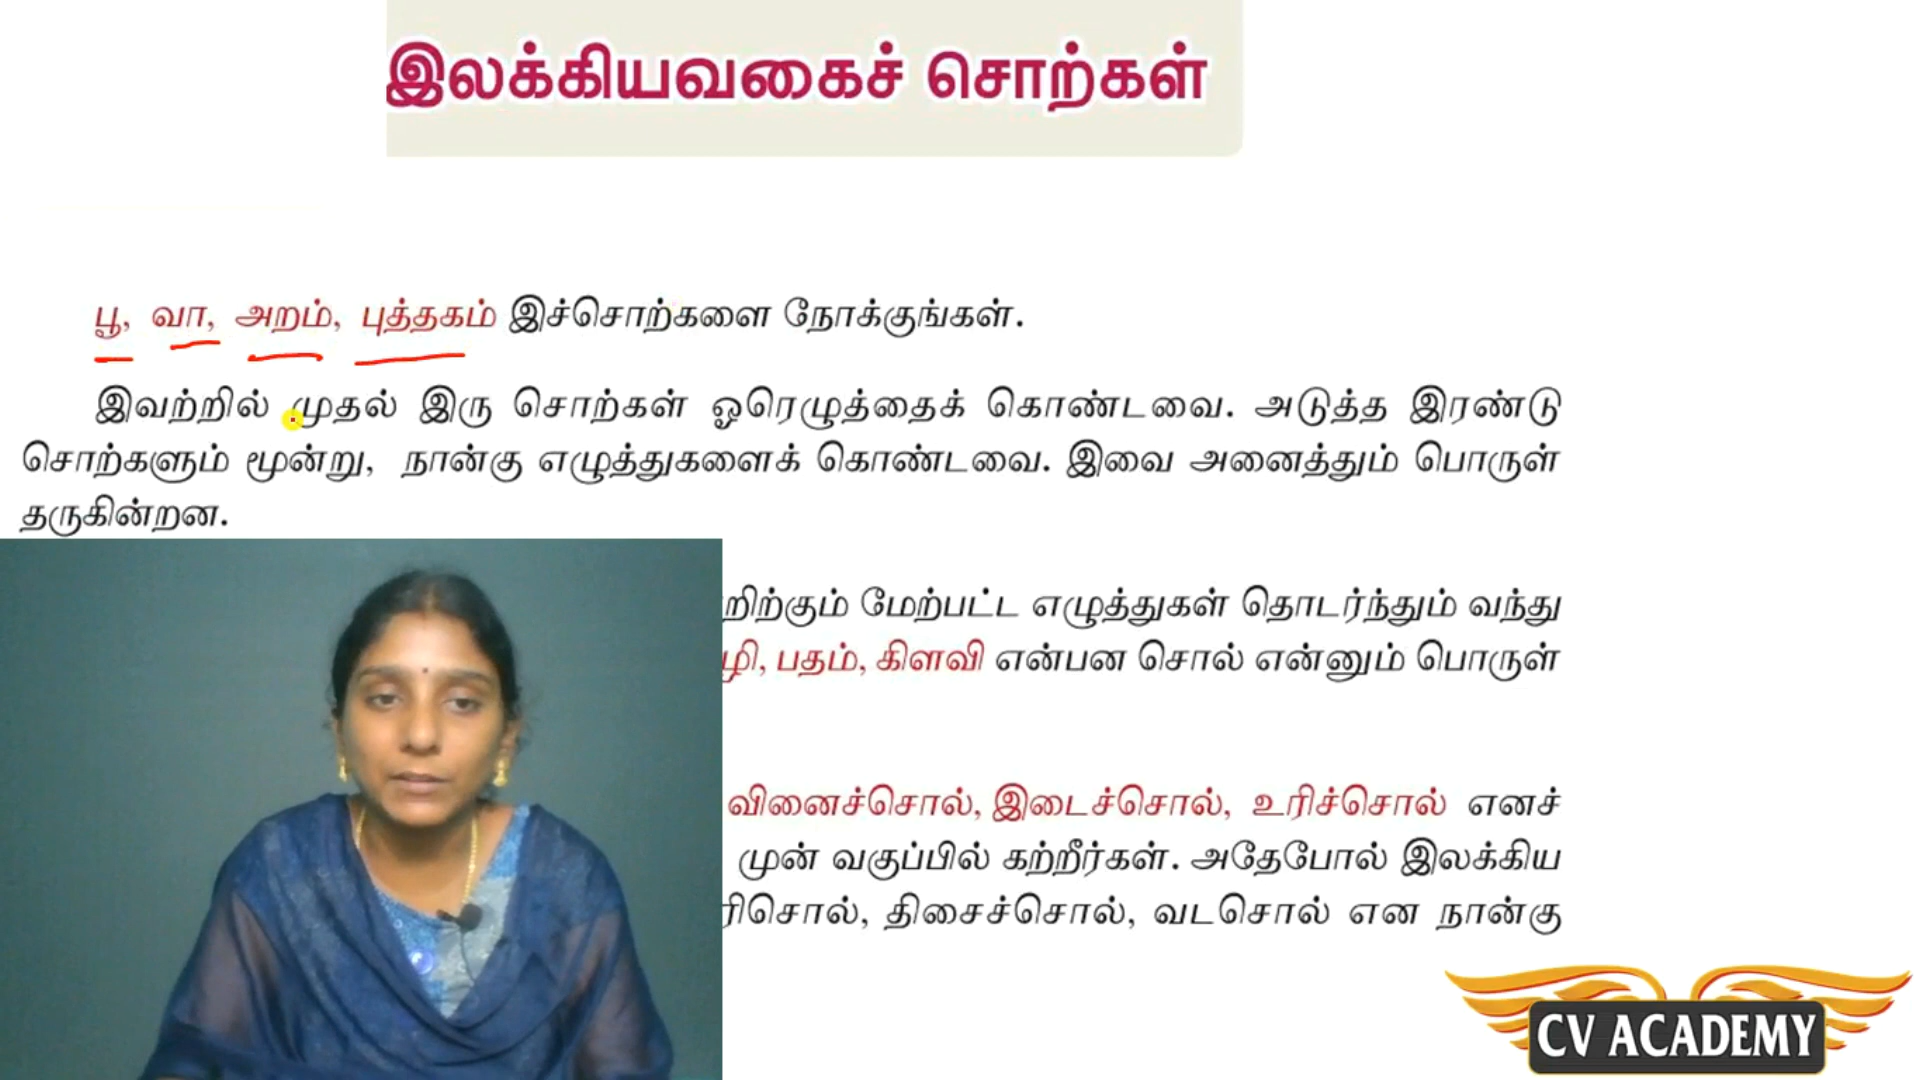 இலக்கியவகைச் சொற்கள்
பூ, வா, அறம், புத்தகம் இச்சொற்களை நோக்குங்கள்.
இவற்றில் முதல் இரு சொற்கள் ஓரெழுத்தைக் கொண்டவை. அடுத்த இரண்டு
சொற்களும் மூன்று, நான்கு எழுத்துகளைக் கொண்டவை. இவை அனைத்தும் பொருள்
தருகின்றன.
மேற்பட்ட எழுத்துகள் தொடர்ந்தும் வந்து
பதம், கிளவி என்பன சொல் என்னும் பொருள்
வினைச்சொல், இடைச்சொல், உரிச்சொல் எனச்
முன் வகுப்பில் கற்றீர்கள். அதேபோல் இலக்கிய
திசைச்சொல், வடசொல் என நான்கு
CV ACADEMY